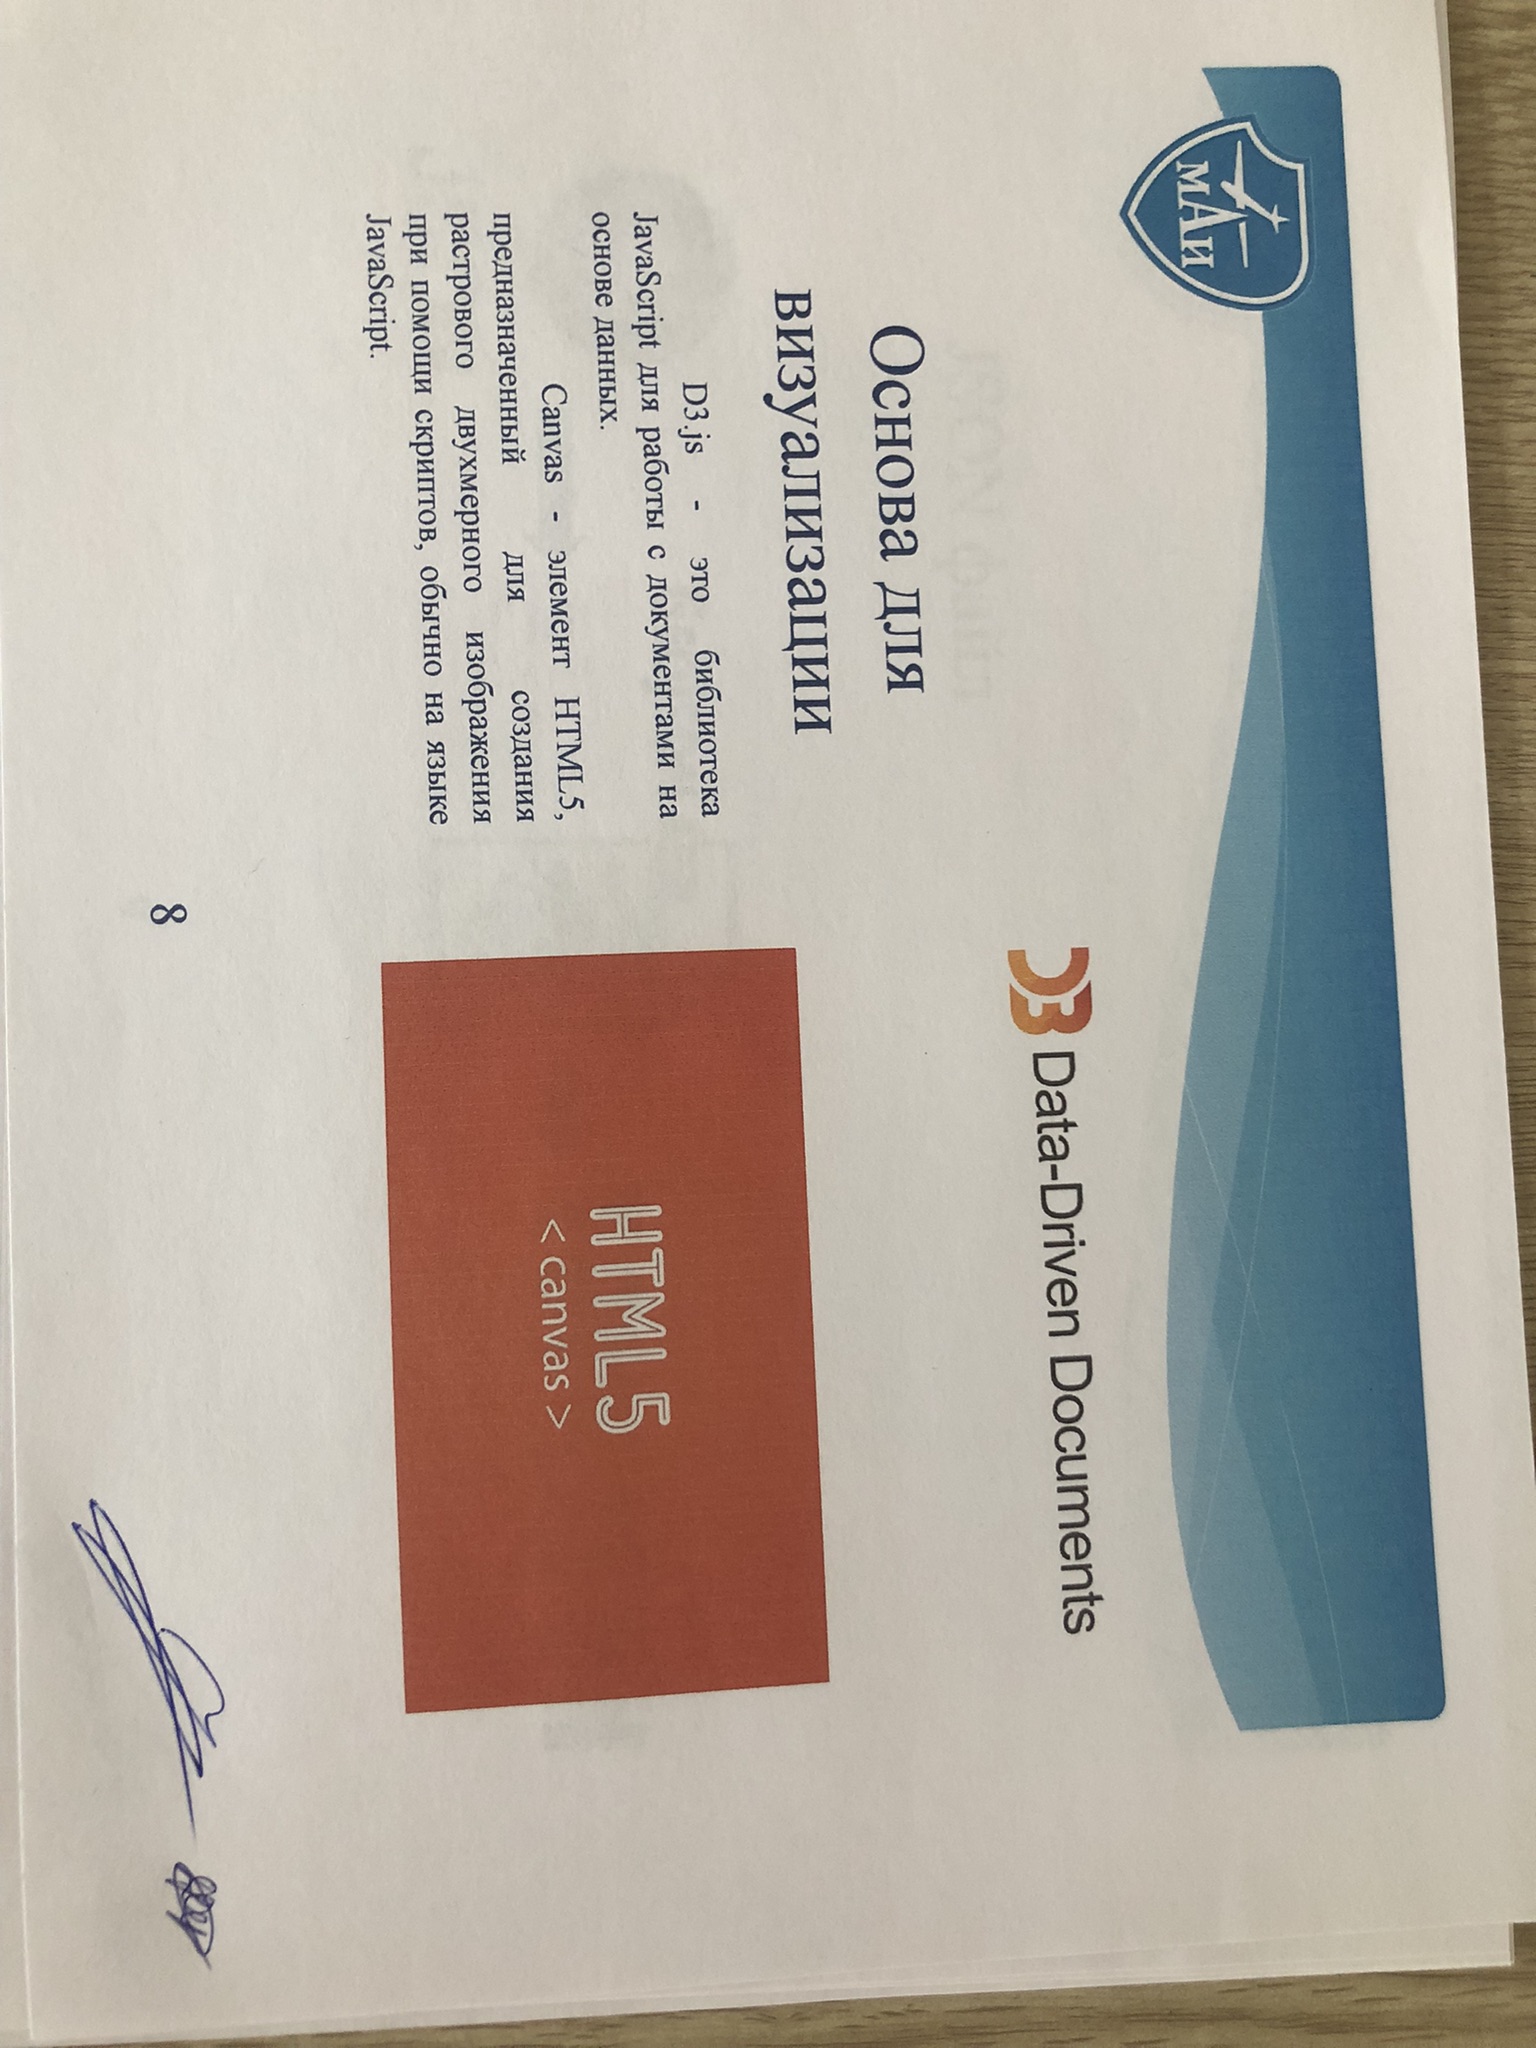 МАИ
Основа для
визуализации
D3.js - это библиотека
JavaScript для работы с документами на
основе данных.
Canvas - элемент HTML5,
предназначенный для создания
растрового двухмерного изображения
при помощи скриптов, обычно на языке
JavaScript.
D3 Data-Driven Documents
HTML5
<canvas>
8